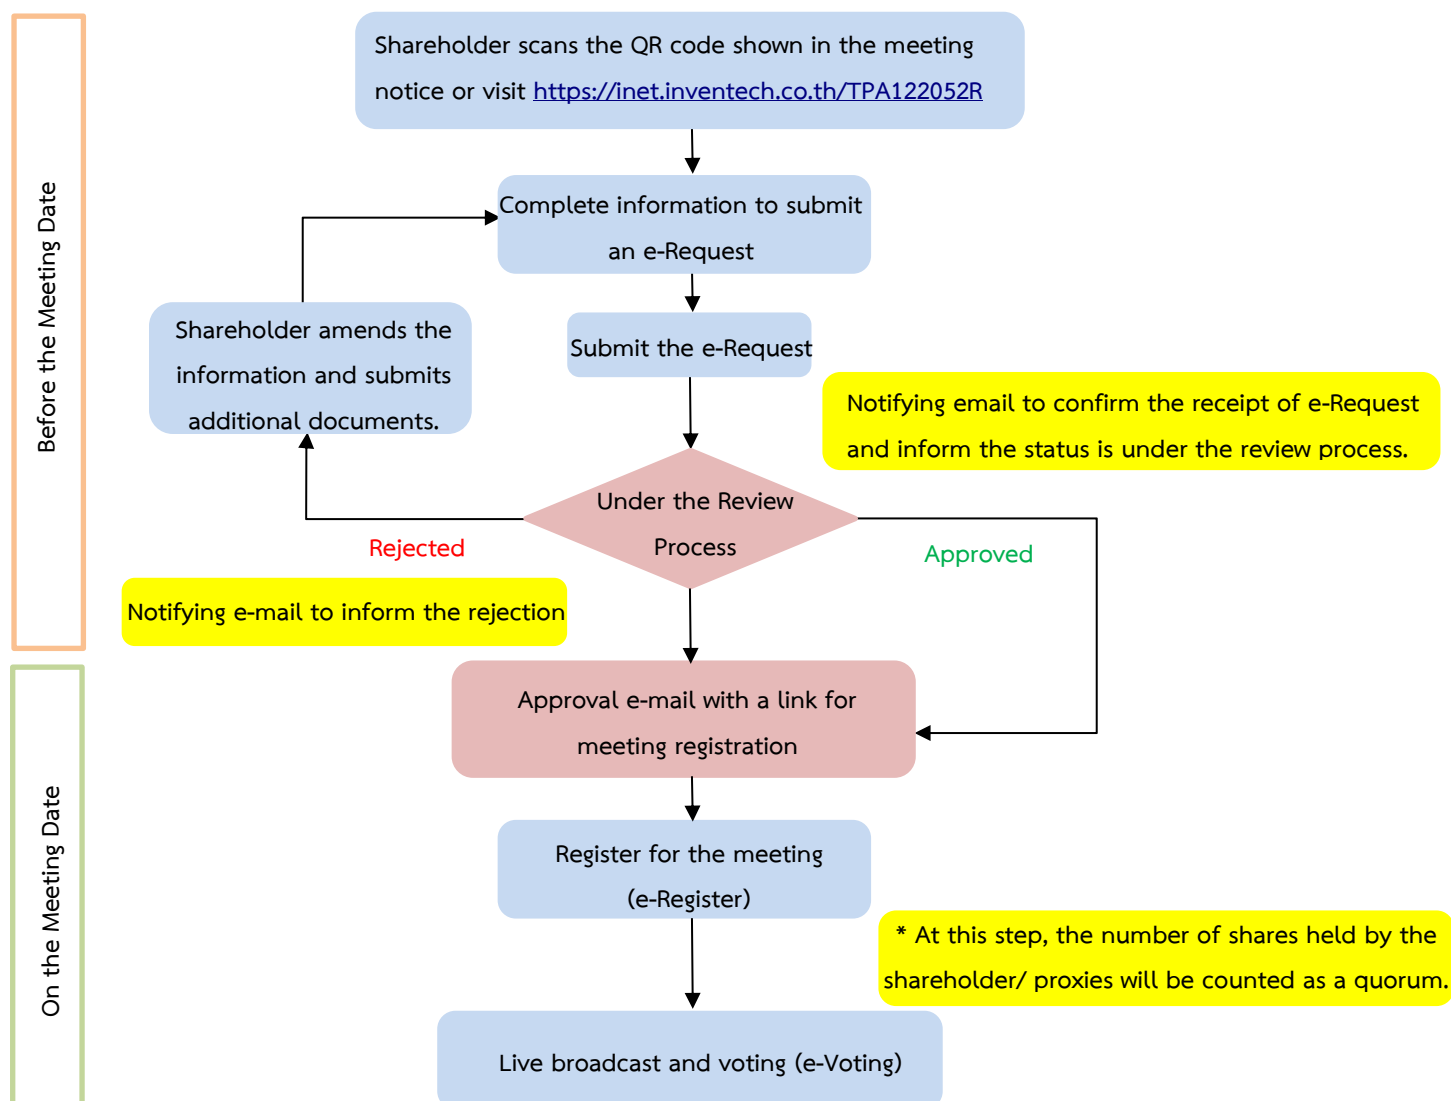 Before the Meeting Date
Shareholder scans the QR code shown in the meeting
notice or visit https://inet.inventech.co.th/TPA122052R
Complete information to submit
an e-Request
Shareholder amends the
information and submits
additional documents.
Submit the e-Request
Notifying email to confirm the receipt of e-Request
and inform the status is under the review process.
Under the Review
Process
Rejected
Approved
Notifying e-mail to inform the rejection
On the Meeting Date
Approval e-mail with a link for
meeting registration
Register for the meeting
(e-Register)
* At this step, the number of shares held by the
shareholder/ proxies will be counted as a quorum.
Live broadcast and voting (e-Voting)